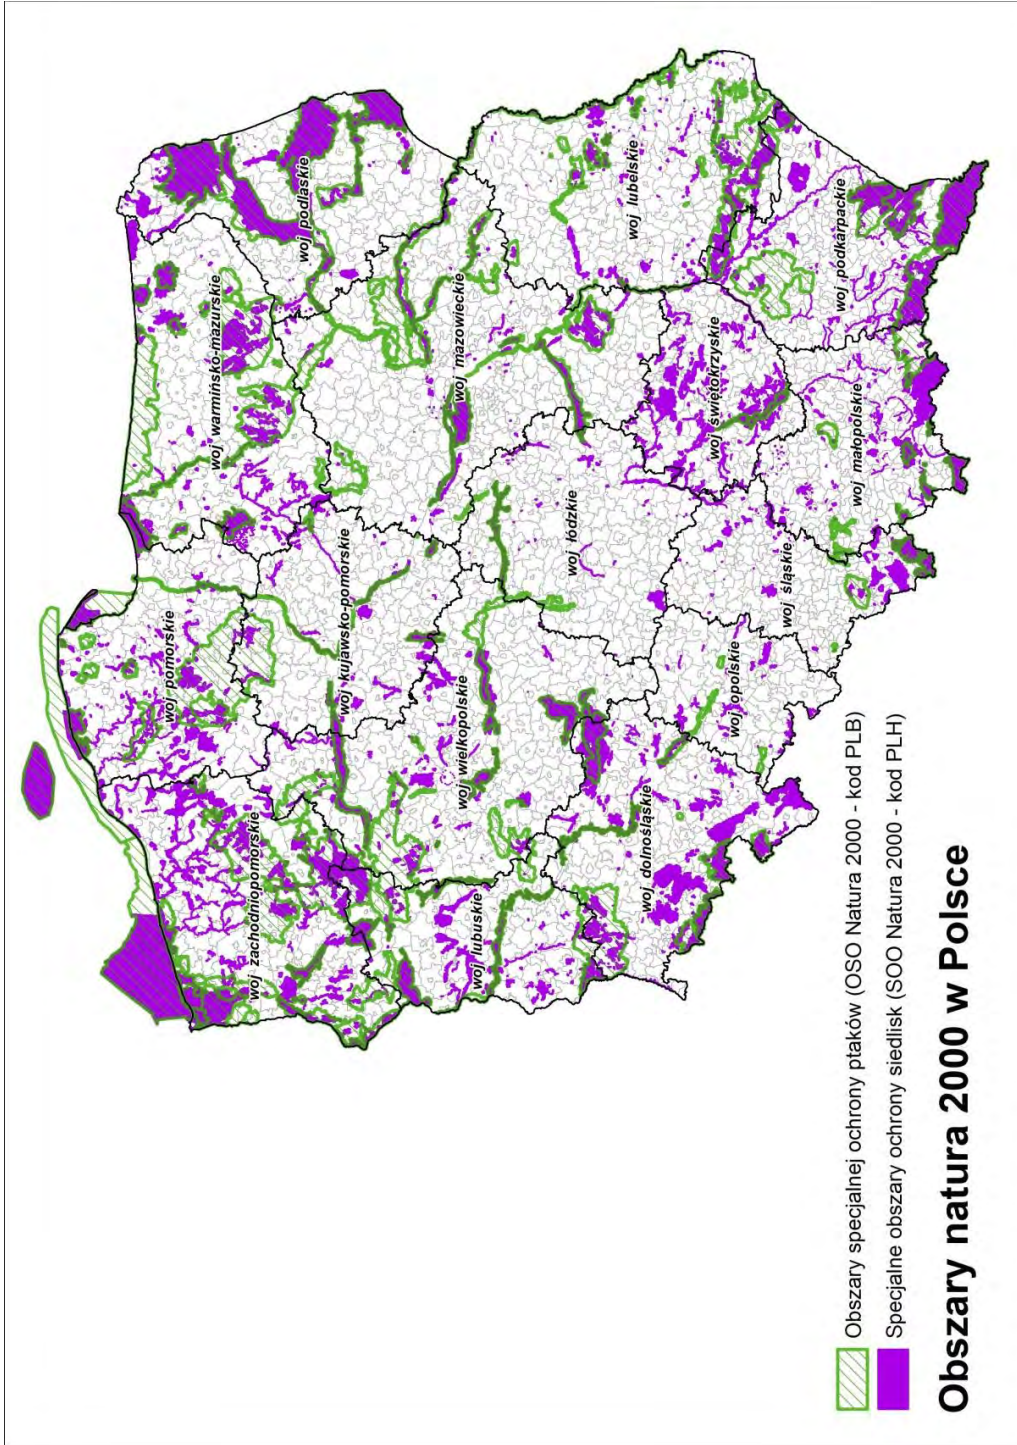 woj pomorskie
woj warmińsko-mazurskie
woj podlaskie
woj zachodniopomorskie
woj kujawsko-pomorskie
woj mazowieckie
woj wielkopolskie
woj lubuskie
woj łódzkie
woj lubelskie
woj dolnośląskie
woj opolskie
woj śląskie
woj świętokrzyskie
woj małopolskie
woj podkarpackie
Obszary specjalnej ochrony ptaków (OSO Natura 2000 - kod PLB)
Specjalne obszary ochrony siedlisk (SOO Natura 2000 - kod PLH)
Obszary natura 2000 w Polsce